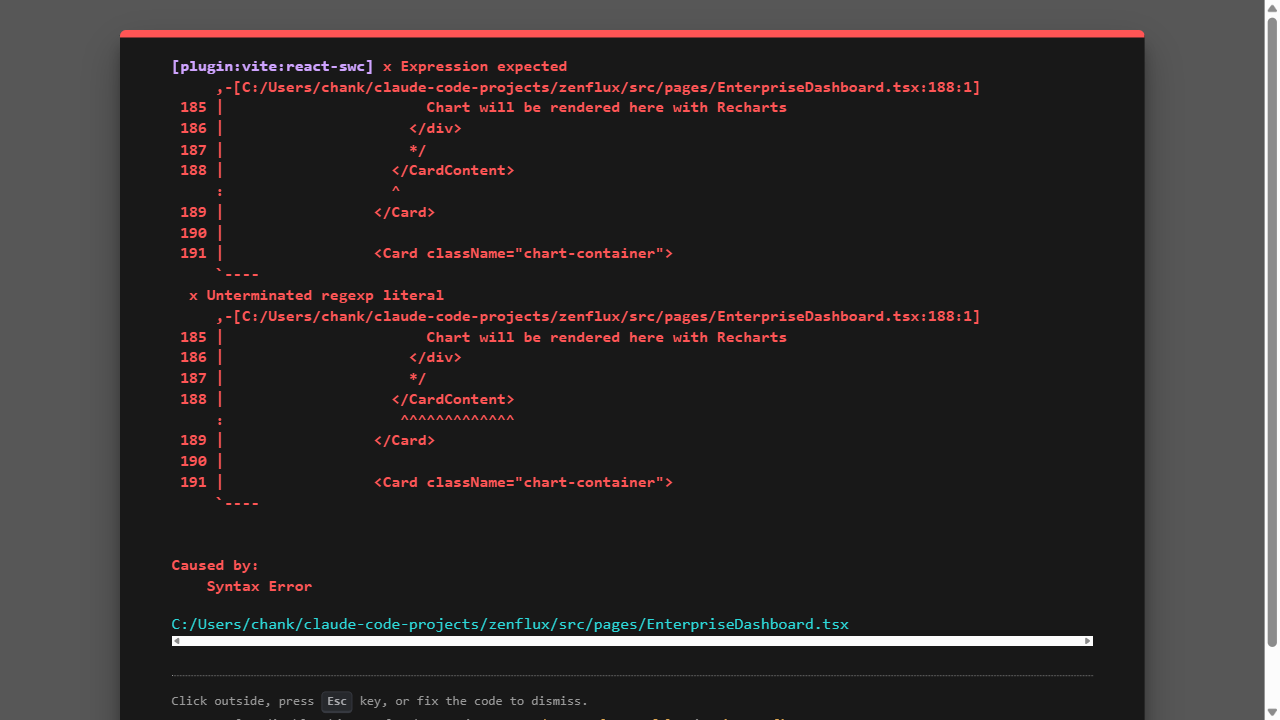 [plugin:vite:react-swc] x Expression expected
,-[C:/Users/chank/claude-code-projects/zenflux/src/pages/EnterpriseDashboard.tsx:188:1]
185 |                       Chart will be rendered here with Recharts
186 |                     </div>
187 |                     */
188 |                   </CardContent>
:                   ^
189 |                 </Card>
190 |
191 |                 <Card className="chart-container">
`----
x Unterminated regexp literal
,-[C:/Users/chank/claude-code-projects/zenflux/src/pages/EnterpriseDashboard.tsx:188:1]
185 |                       Chart will be rendered here with Recharts
186 |                     </div>
187 |                     */
188 |                   </CardContent>
:                    ^^^^^^^^^^^^^
189 |                 </Card>
190 |
191 |                 <Card className="chart-container">
`----
Caused by:
Syntax Error
C:/Users/chank/claude-code-projects/zenflux/src/pages/EnterpriseDashboard.tsx
Click outside, press Esc key, or fix the code to dismiss.